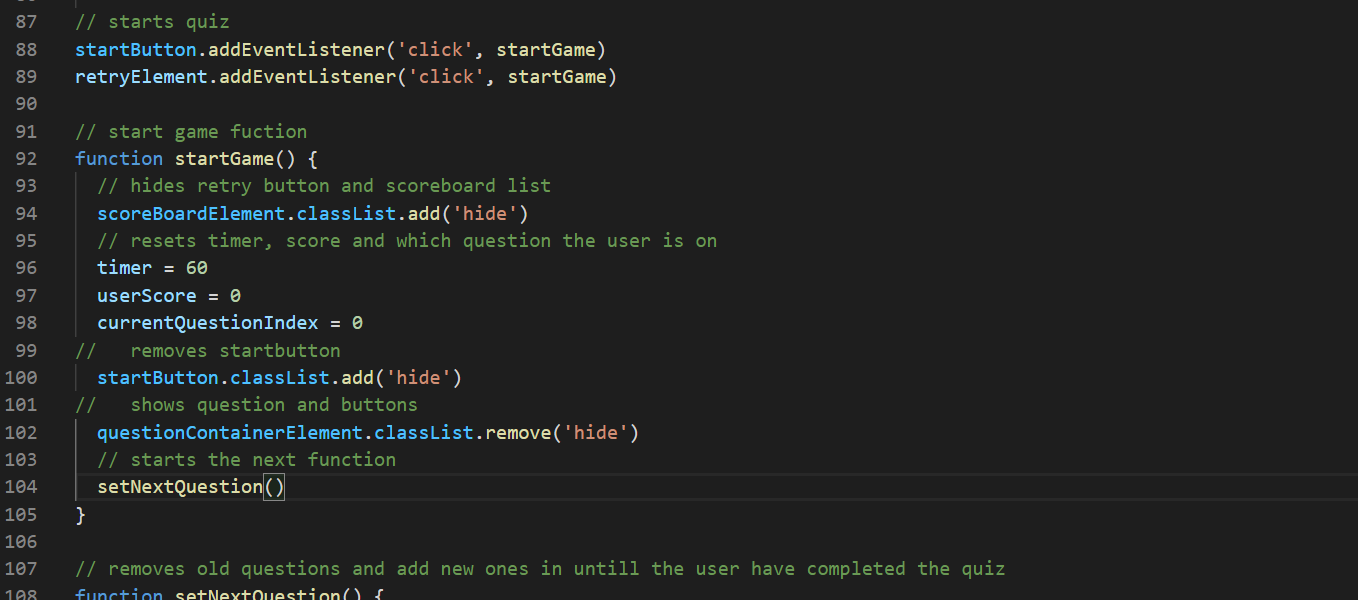 87 // starts quiz
88 startButton.addEventListener('click', startGame)
89 retryElement.addEventListener('click', startGame)
90
91 // start game fuction
92 function startGame() {
93 // hides retry button and scoreboard list
94 scoreBoardElement.classList.add('hide')
95 // resets timer, score and which question the user is on
96 timer = 60
97 userScore = 0
98 currentQuestionIndex = 0
99 //   removes startbutton
100 startButton.classList.add('hide')
101 //   shows question and buttons
102 questionContainerElement.classList.remove('hide')
103 // starts the next function
104 setNextQuestion()
105 }
106
107 // removes old questions and add new ones in untill the user have completed the quiz
108 function setNextQuestion() {